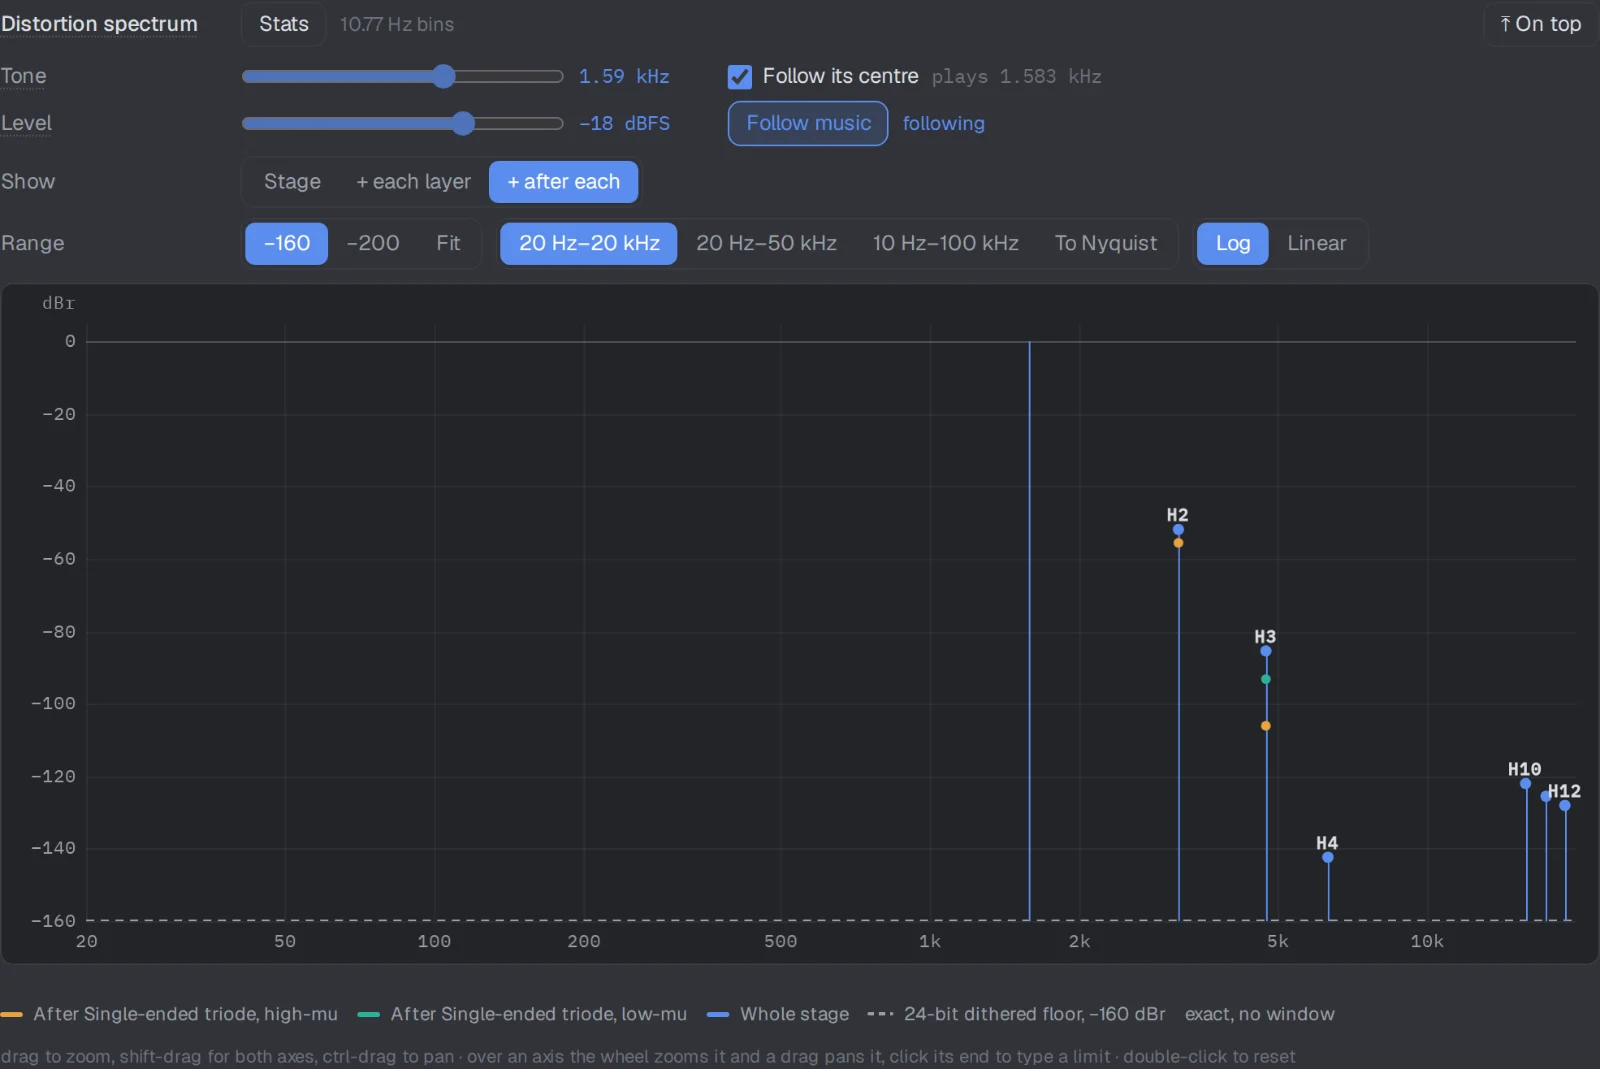 Distortion spectrum Stats 10.77 Hz bins ⤒ On top
Tone 1.59 kHz Follow its centre plays 1.583 kHz
Level −18 dBFS Follow music following
Show Stage + each layer + after each
Range −160 −200 Fit 20 Hz–20 kHz 20 Hz–50 kHz 10 Hz–100 kHz To Nyquist Log Linear
dBr
0
−20
−40
H2
−60
−80
H3
−100
−120
H10
H12
−140
H4
−160
20 50 100 200 500 1k 2k 5k 10k
After Single-ended triode, high-mu After Single-ended triode, low-mu Whole stage 24-bit dithered floor, −160 dBr exact, no window
drag to zoom, shift-drag for both axes, ctrl-drag to pan · over an axis the wheel zooms it and a drag pans it, click its end to type a limit · double-click to reset